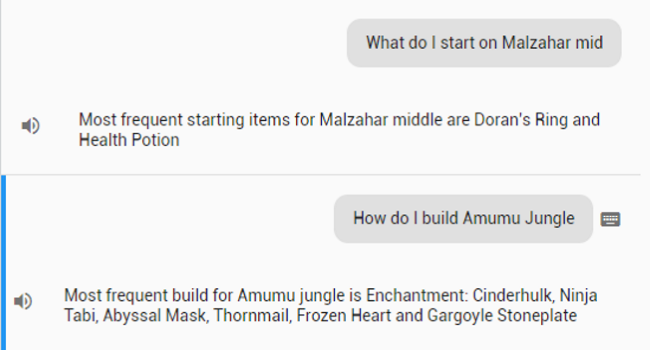 What do I start on Malzahar mid
Most frequent starting items for Malzahar middle are Doran's Ring and
Health Potion
How do I build Amumu Jungle
Most frequent build for Amumu jungle is Enchantment: Cinderhulk, Ninja
Tabi, Abyssal Mask, Thornmail, Frozen Heart and Gargoyle Stoneplate